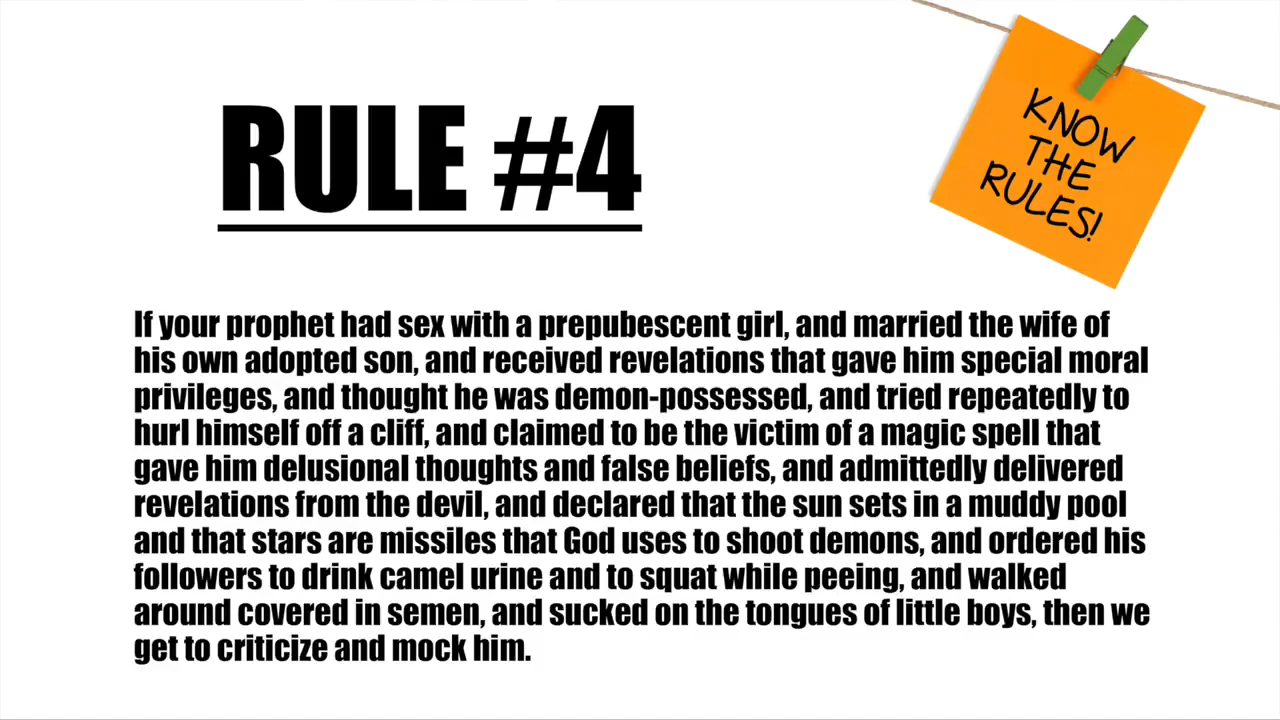 RULE #4
KNOW
THE
RULES!
If your prophet had sex with a prepubescent girl, and married the wife of
his own adopted son, and received revelations that gave him special moral
privileges, and thought he was demon-possessed, and tried repeatedly to
hurl himself off a cliff, and claimed to be the victim of a magic spell that
gave him delusional thoughts and false beliefs, and admittedly delivered
revelations from the devil, and declared that the sun sets in a muddy pool
and that stars are missiles that God uses to shoot demons, and ordered his
followers to drink camel urine and to squat while peeing, and walked
around covered in semen, and sucked on the tongues of little boys, then we
get to criticize and mock him.